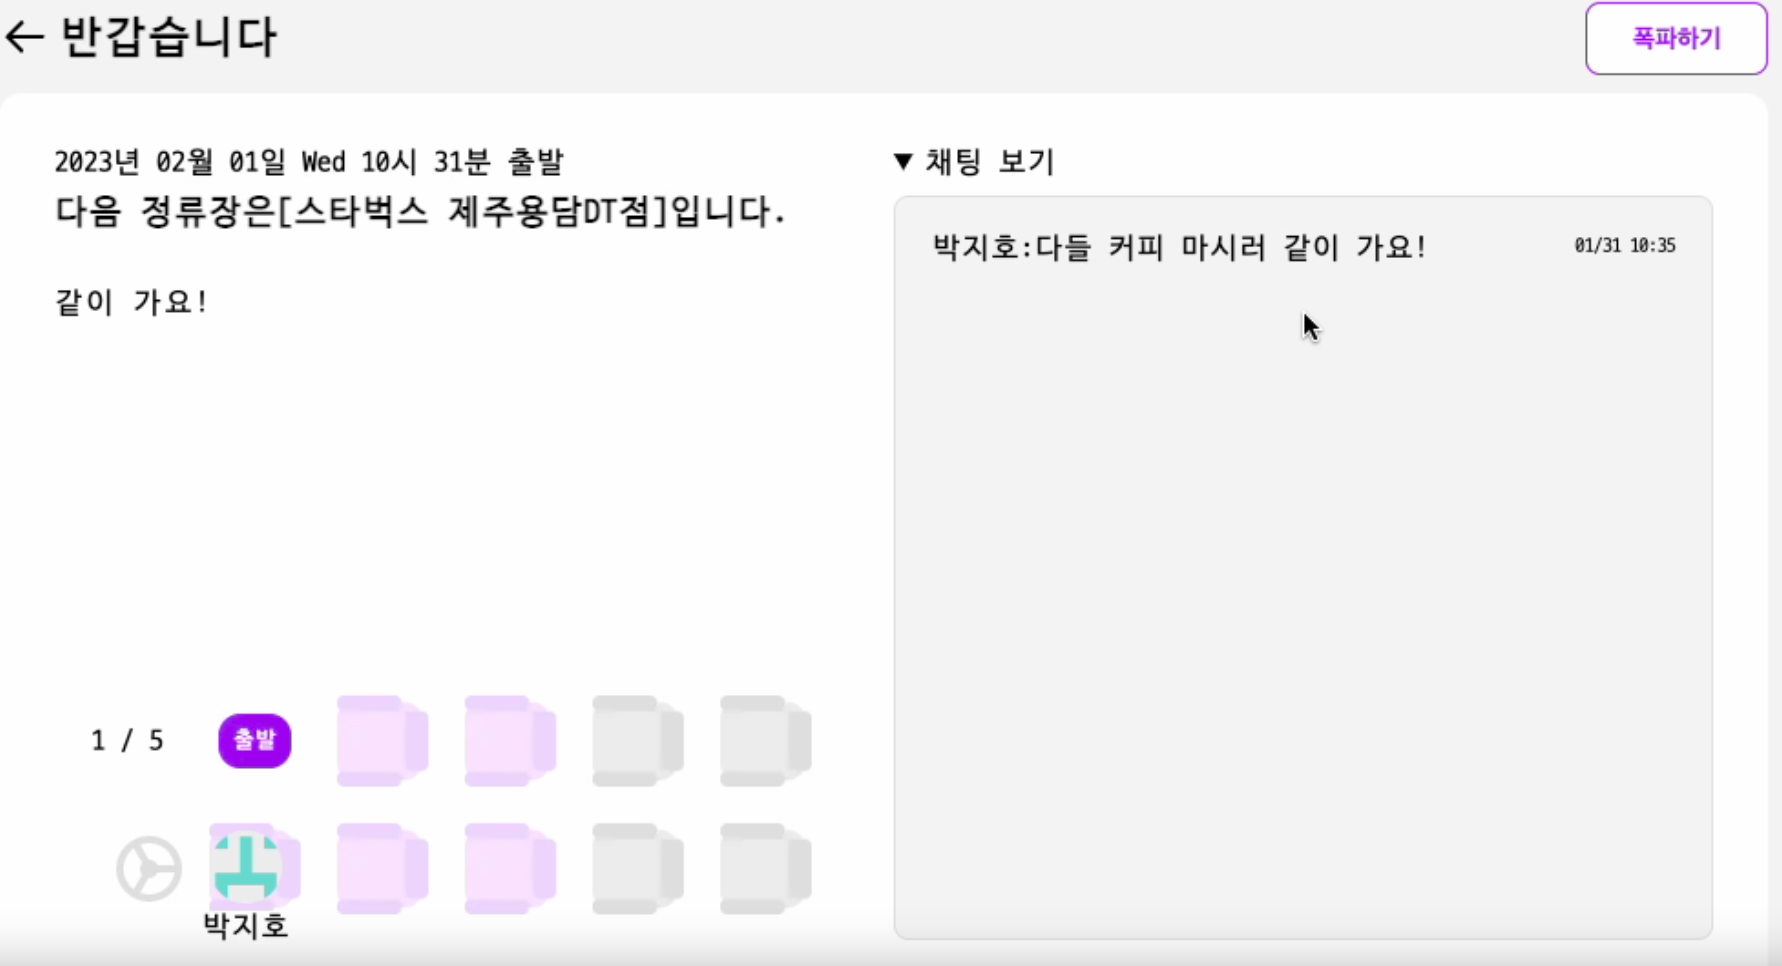 ← 반갑습니다
폭파하기
2023년 02월 01일 Wed 10시 31분 출발
다음 정류장은[스타벅스 제주용담DT점]입니다.
같이 가요!
▼ 채팅 보기
박지호:다들 커피 마시러 같이 가요!
01/31 10:35
1 / 5
출발
박지호